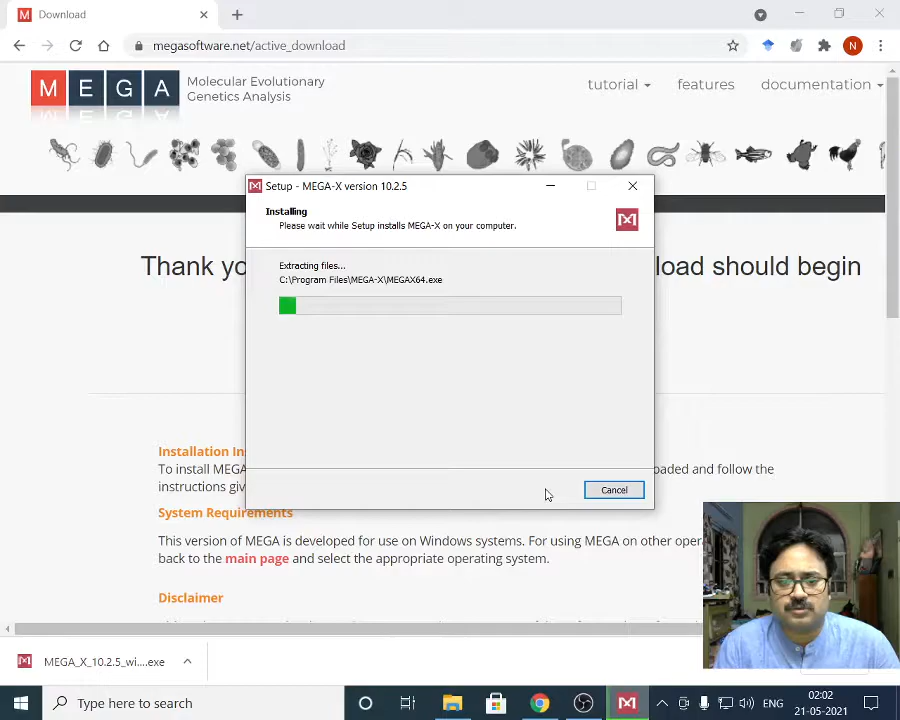 Download
megasoftware.net/active_download
N
M E G A
Molecular Evolutionary
Genetics Analysis
tutorial
features
documentation
Setup - MEGA-X version 10.2.5
Installing
Please wait while Setup installs MEGA-X on your computer.
Extracting files...
C:\Program Files\MEGA-X\MEGAX64.exe
Cancel
Thank yo
load should begin
Installation In
To install MEGA
oaded and follow the
instructions giv
System Requirements
This version of MEGA is developed for use on Windows systems. For using MEGA on other oper
back to the main page and select the appropriate operating system.
Disclaimer
MEGA_X_10.2.5_wi....exe
Type here to search
ENG
02:02
21-05-2021